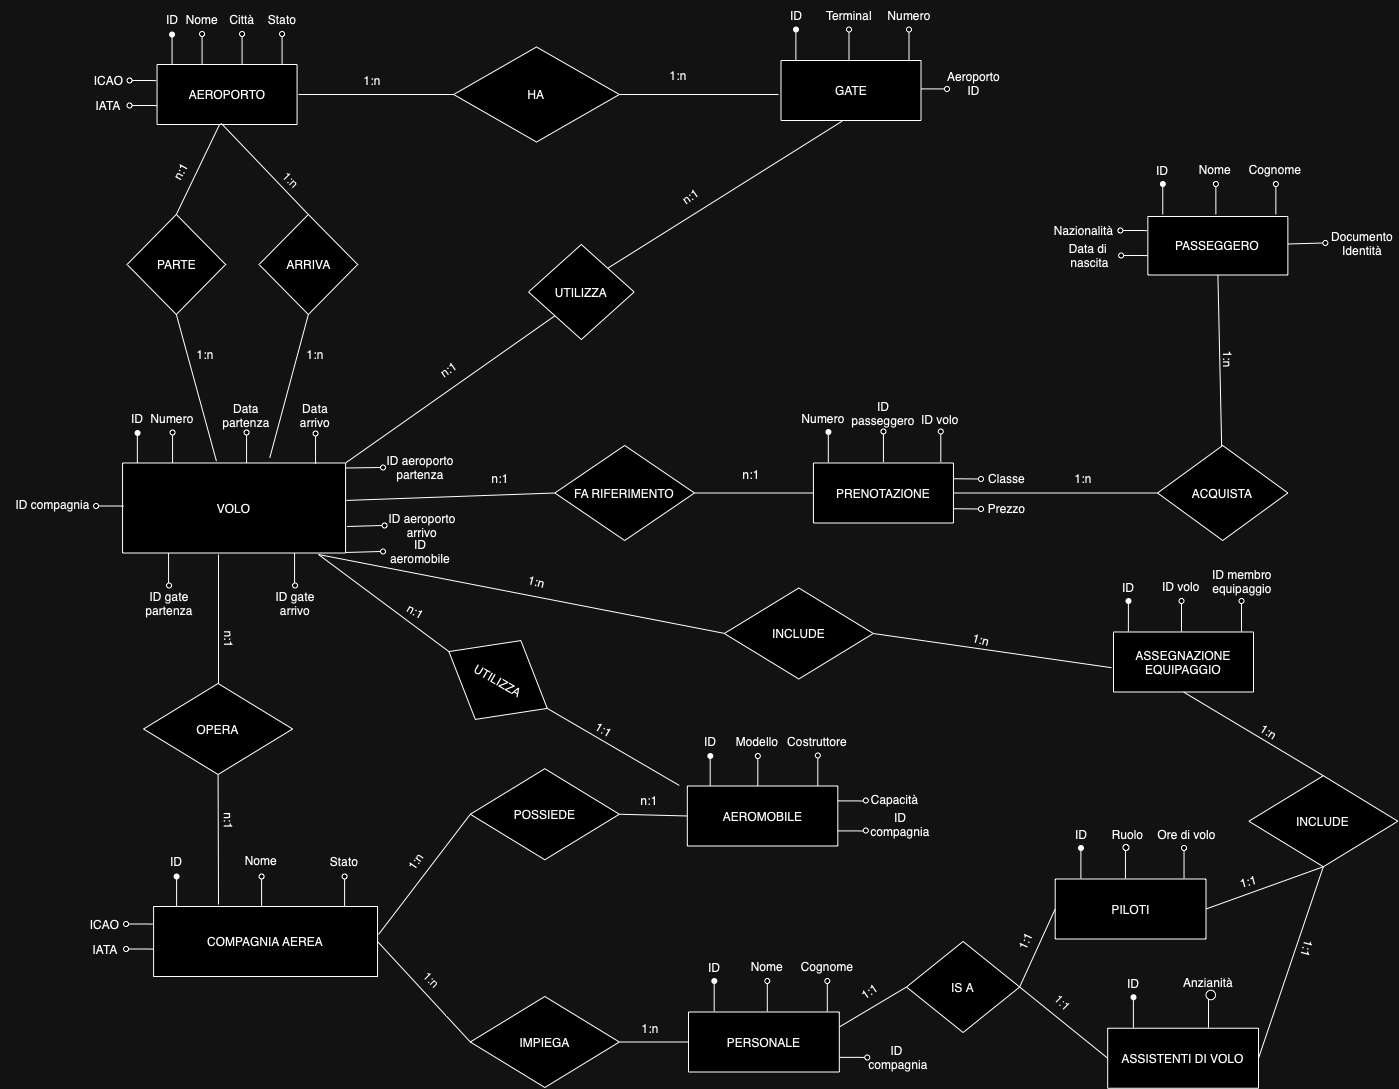 ID Nome Città Stato
ICAO
IATA
AEROPORTO
1:n
HA
1:n
ID Terminal Numero
GATE
Aeroporto
ID
n:1
1:n
n:1
PARTE
ARRIVA
UTILIZZA
1:n
1:n
n:1
ID Nome Cognome
Nazionalità
Data di
nascita
PASSEGGERO
Documento
Identità
1:n
ID Numero
Data
partenza
Data
arrivo
ID aeroporto
partenza
ID compagnia
VOLO
ID aeroporto
arrivo
ID
aeromobile
ID gate
partenza
ID gate
arrivo
n:1
FA RIFERIMENTO
n:1
Numero
ID
passeggero
ID volo
PRENOTAZIONE
Classe
Prezzo
1:n
ACQUISTA
1:n
INCLUDE
1:n
ID
ID volo
ID membro
equipaggio
ASSEGNAZIONE
EQUIPAGGIO
n:1
n:1
UTILIZZA
1:1
OPERA
n:1
ID Modello Costruttore
AEROMOBILE
Capacità
ID
compagnia
POSSIEDE
n:1
1:n
1:n
INCLUDE
ID Nome Stato
ICAO
IATA
COMPAGNIA AEREA
ID Ruolo Ore di volo
PILOTI
1:1
1:1
1:n
IMPIEGA
1:n
ID Nome Cognome
PERSONALE
ID
compagnia
1:1
IS A
1:1
1:1
ID Anzianità
ASSISTENTI DI VOLO